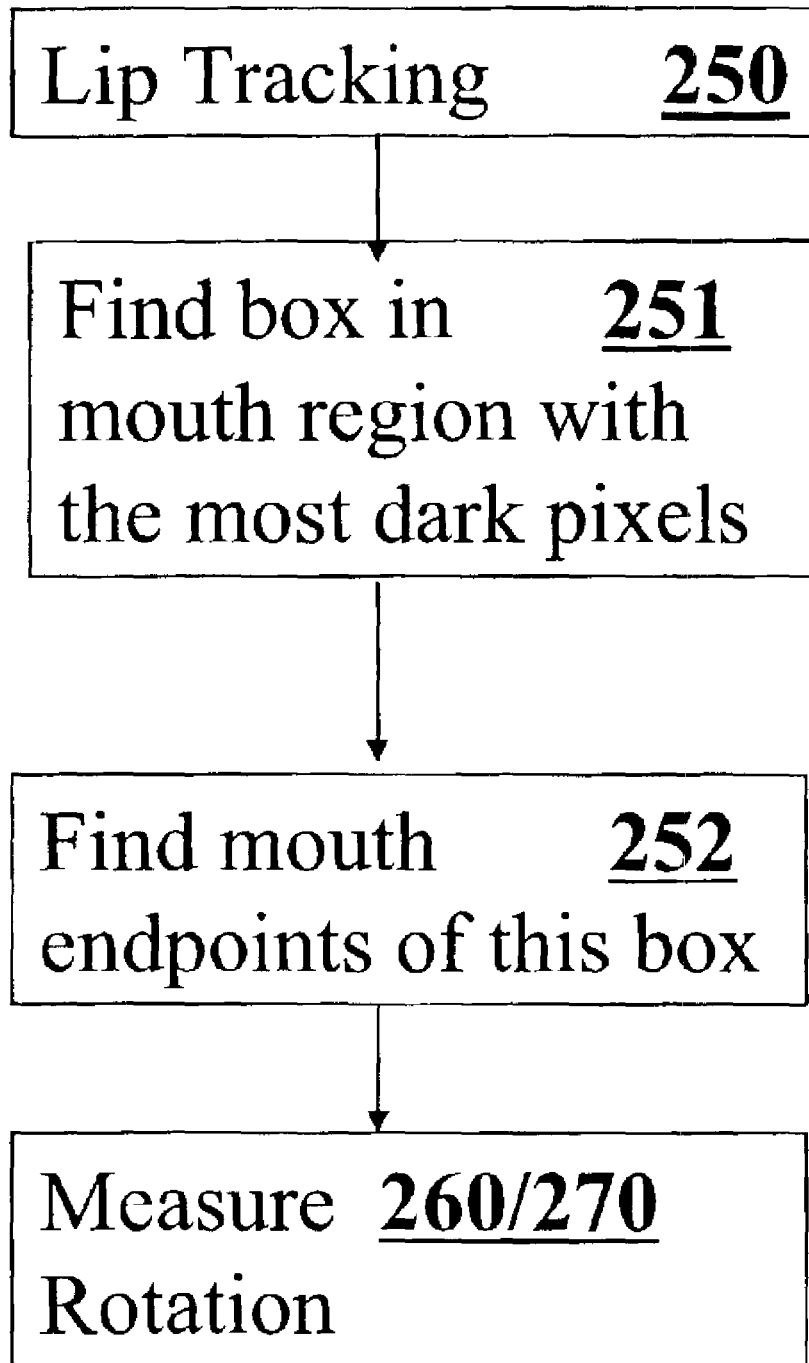 Lip Tracking 250
Find box in 251
mouth region with
the most dark pixels
Find mouth 252
endpoints of this box
Measure 260/270
Rotation